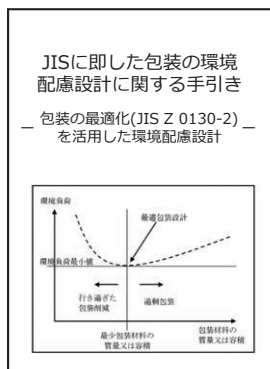 JISに即した包装の環境
配慮設計に関する手引き
― 包装の最適化(JIS Z 0130-2) ―
を活用した環境配慮設計
環境負荷
最適包装設計
環境負荷最小値
行き過ぎた
包装削減
過剰包装
最少包装材料の
質量又は容積
包装材料の
質量又は容積